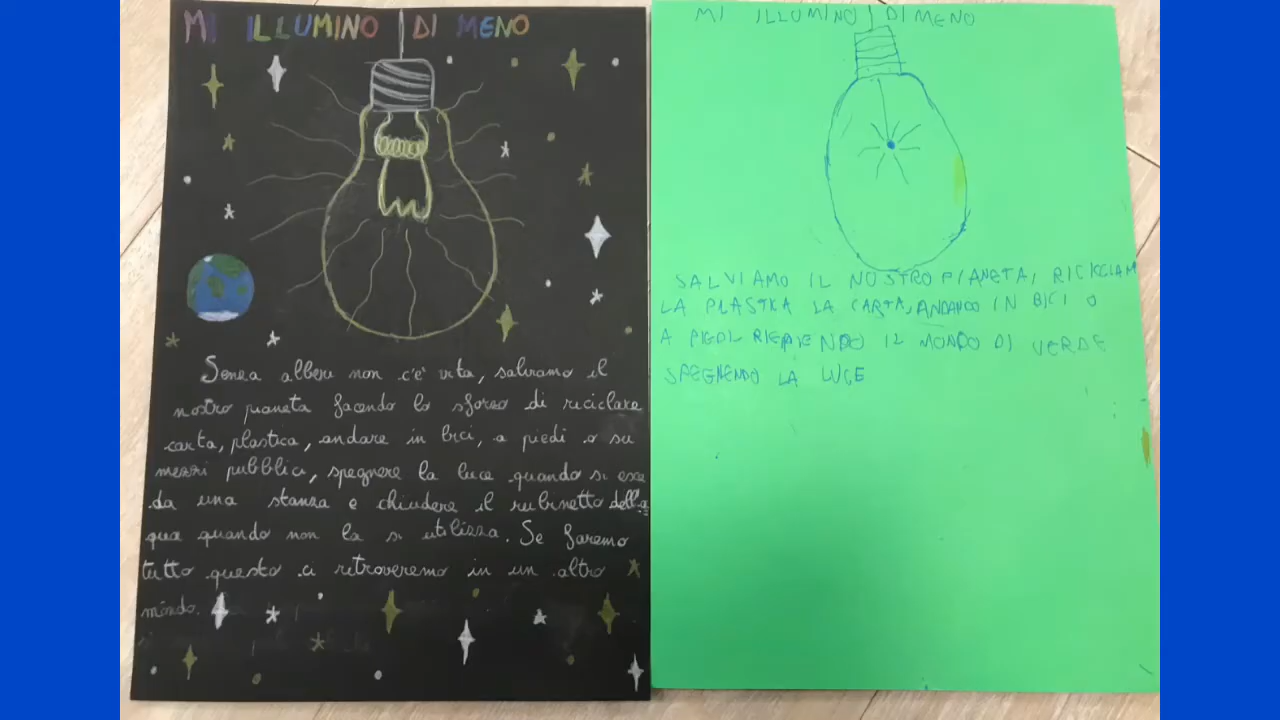 MI ILLUMINO DI MENO
Senza alberi non c'è vita, salviamo il
nostro pianeta facendo lo sforzo di riciclare
carta, plastica, andare in bici, a piedi o su
mezzi pubblici, spegnere la luce quando si esce
da una stanza e chiudere il rubinetto della
qua quando non la si utilizza. Se faremo
tutto questo ci ritroveremo in un altro
mondo.
MI ILLUMINO DI MENO
SALVIAMO IL NOSTRO PIANETA,
LA PLASTICA LA CARTA, ANDANDO IN BICI O
A PIEDI, RIEMPIENDO IL MONDO DI VERDE
SPEGNENDO LA LUCE